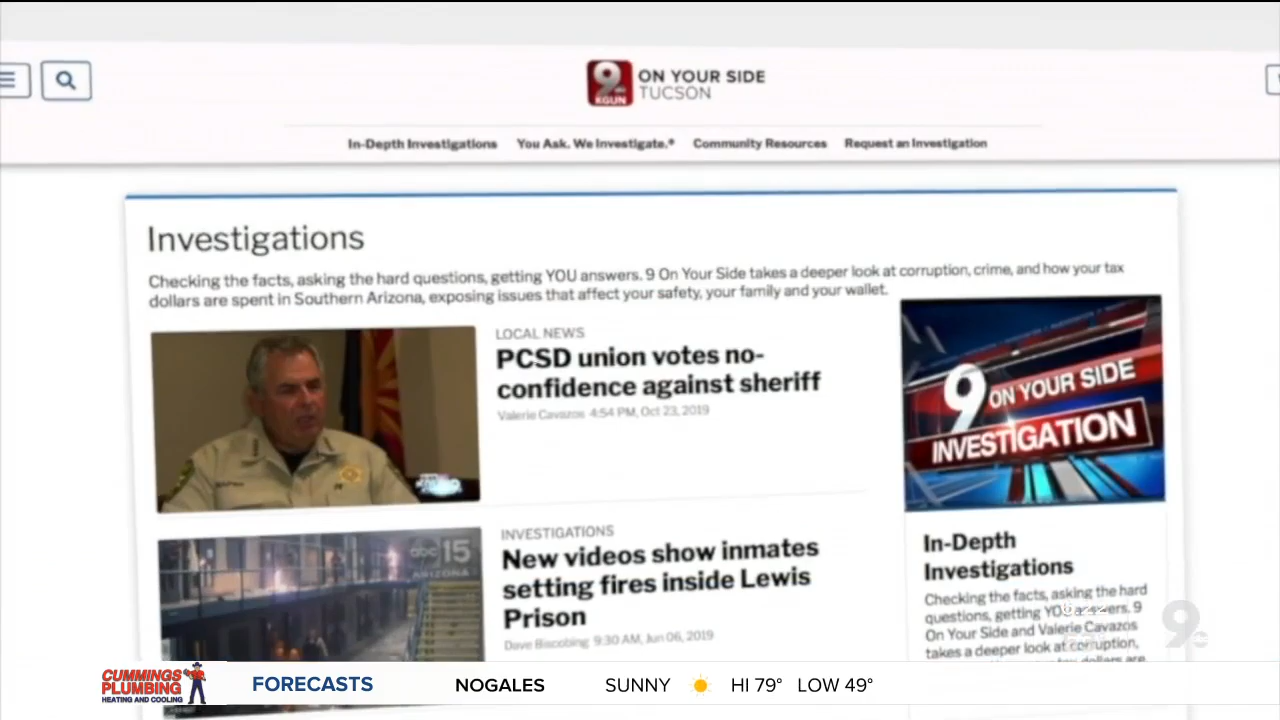 9 ON YOUR SIDE
KGUN TUCSON
In-Depth Investigations You Ask. We Investigate.® Community Resources Request an Investigation
Investigations
Checking the facts, asking the hard questions, getting YOU answers. 9 On Your Side takes a deeper look at corruption, crime, and how your tax
dollars are spent in Southern Arizona, exposing issues that affect your safety, your family and your wallet.
LOCAL NEWS
PCSD union votes no-
confidence against sheriff
Valerie Cavazos 4:54 PM, Oct 23, 2019
9 ON YOUR SIDE
INVESTIGATION
abc 15
ARIZONA
INVESTIGATIONS
New videos show inmates
setting fires inside Lewis
Prison
Dave Biscobing 9:30 AM, Jun 06, 2019
In-Depth
Investigations
Checking the facts, asking the hard
questions, getting YOU answers. 9
On Your Side and Valerie Cavazos
takes a deeper look at corruption,
dollars are
9
CUMMINGS
PLUMBING
HEATING AND COOLING
FORECASTS NOGALES SUNNY HI 79° LOW 49°